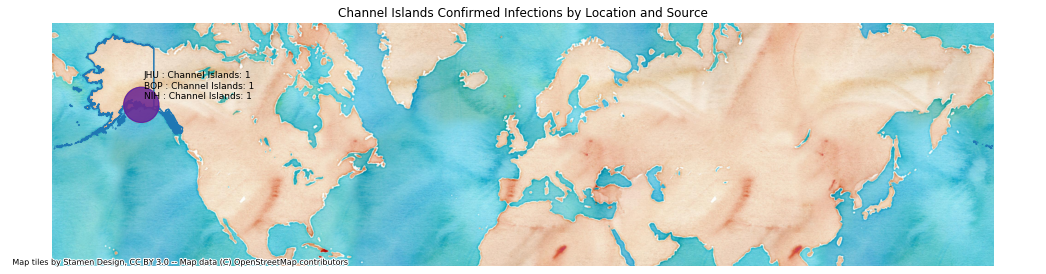 Channel Islands Confirmed Infections by Location and Source
JHU : Channel Islands: 1
BOP : Channel Islands: 1
NIH : Channel Islands: 1
Map tiles by Stamen Design, CC BY 3.0 -- Map data (C) OpenStreetMap contributors